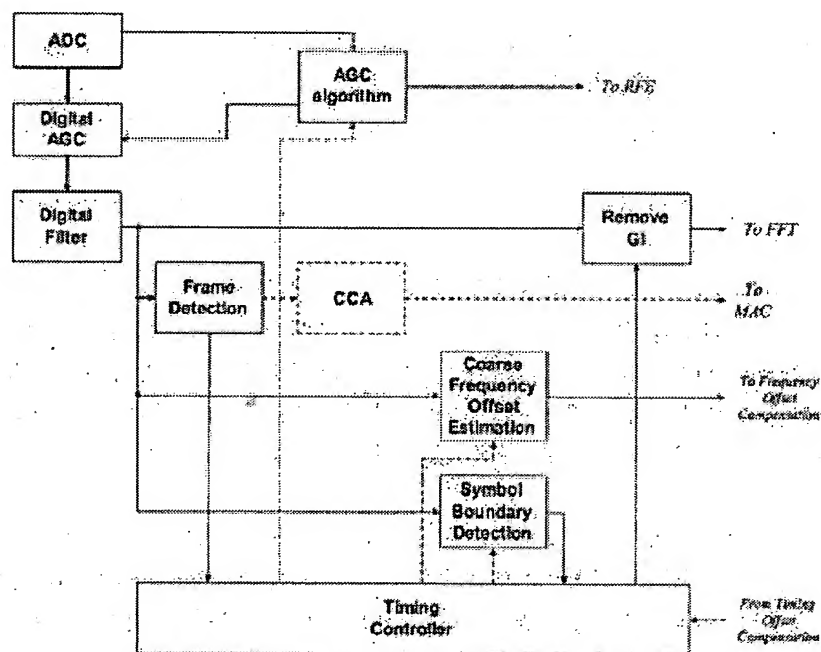 ADC
AGC
algorithm
To RFE
Digital
AGC
Digital
Filter
Remove
GI
To FFT
Frame
Detection
CCA
To
MAC
Coarse
Frequency
Offset
Estimation
To Frequency
Offset
Compensation
Symbol
Boundary
Detection
Timing
Controller
From Timing
Offset
Compensation